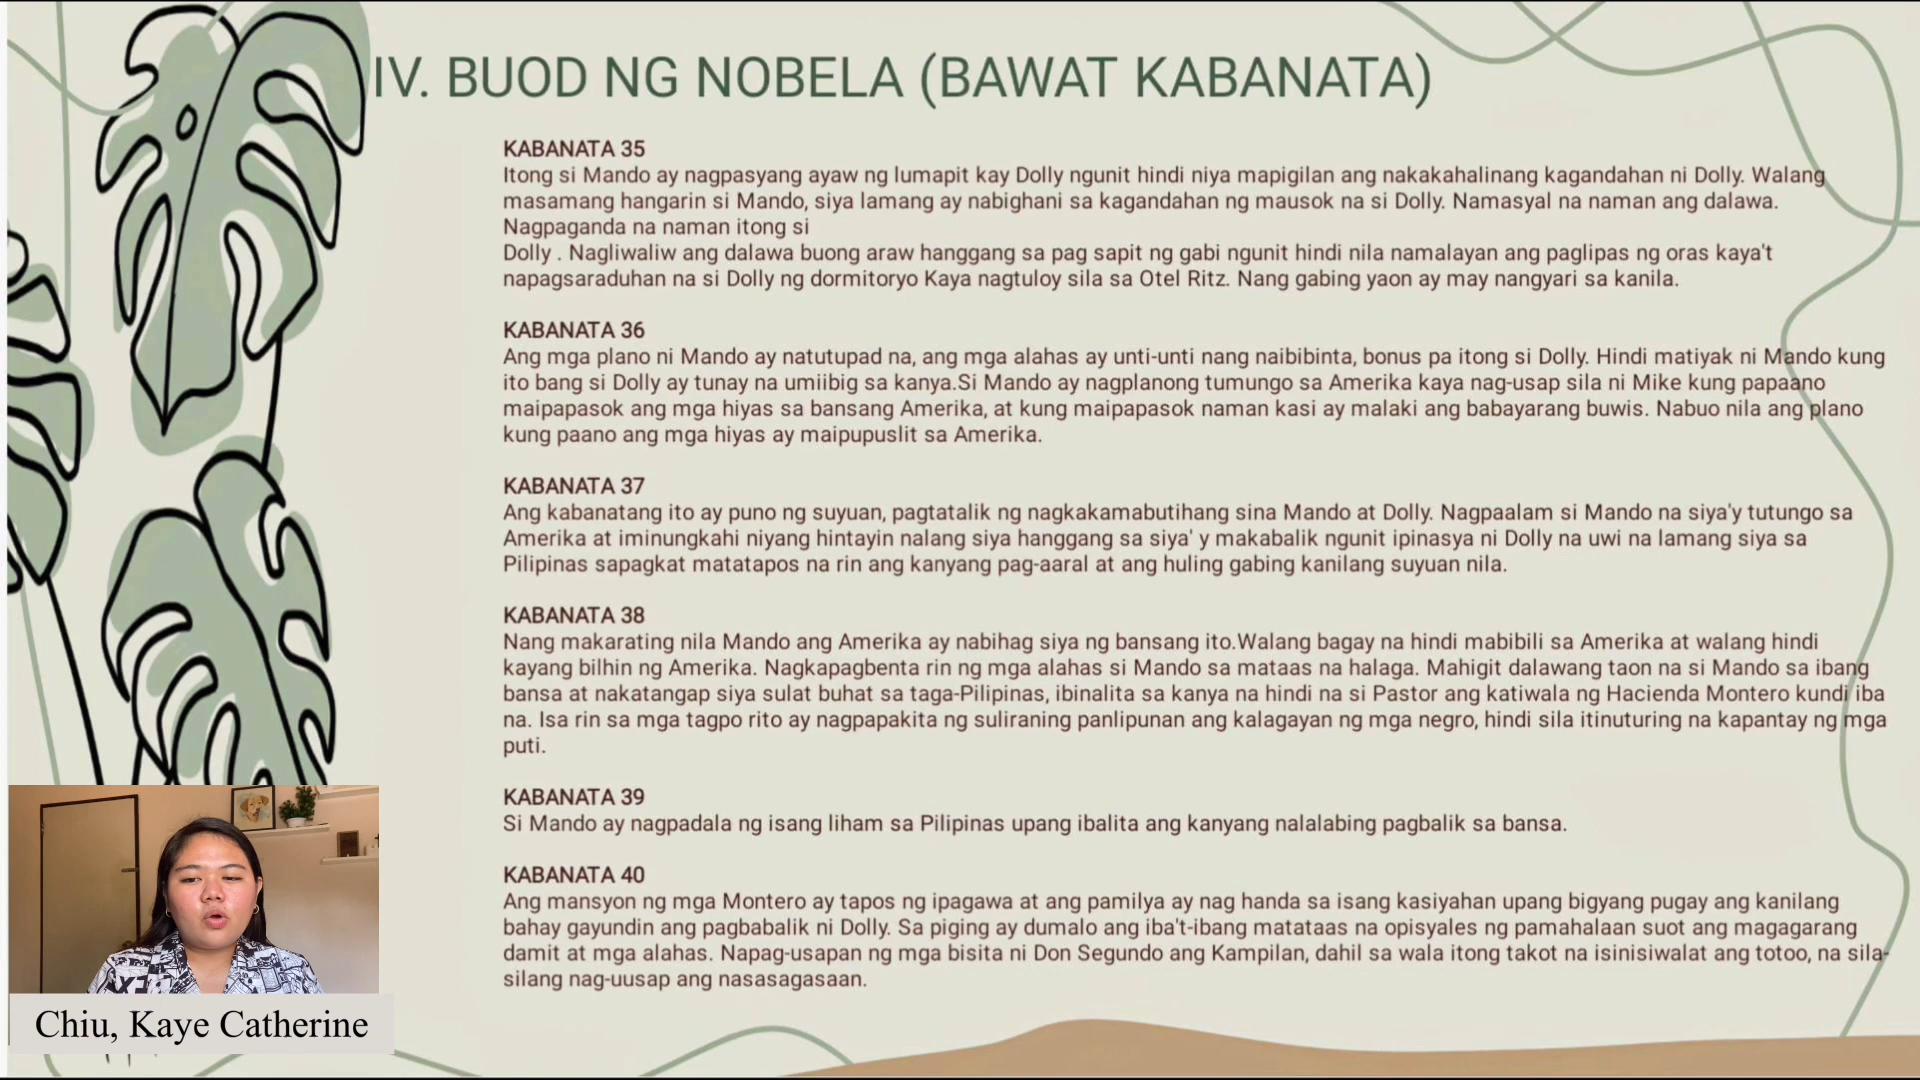 IV. BUOD NG NOBELA (BAWAT KABANATA)
KABANATA 35
Itong si Mando ay nagpasyang ayaw ng lumapit kay Dolly ngunit hindi niya mapigilan ang nakakahalinang kagandahan ni Dolly. Walang
masamang hangarin si Mando, siya lamang ay nabighani sa kagandahan ng mausok na si Dolly. Namasyal na naman ang dalawa.
Nagpaganda na naman itong si
Dolly . Nagliwaliw ang dalawa buong araw hanggang sa pag sapit ng gabi ngunit hindi nila namalayan ang paglipas ng oras kaya't
napagsaraduhan na si Dolly ng dormitoryo Kaya nagtuloy sila sa Otel Ritz. Nang gabing yaon ay may nangyari sa kanila.
KABANATA 36
Ang mga plano ni Mando ay natutupad na, ang mga alahas ay unti-unti nang naibibinta, bonus pa itong si Dolly. Hindi matiyak ni Mando kung
ito bang si Dolly ay tunay na umiibig sa kanya.Si Mando ay nagplanong tumungo sa Amerika kaya nag-usap sila ni Mike kung papaano
maipapasok ang mga hiyas sa bansang Amerika, at kung maipapasok naman kasi ay malaki ang babayarang buwis. Nabuo nila ang plano
kung paano ang mga hiyas ay maipupuslit sa Amerika.
KABANATA 37
Ang kabanatang ito ay puno ng suyuan, pagtatalik ng nagkakamabutihang sina Mando at Dolly. Nagpaalam si Mando na siya'y tutungo sa
Amerika at iminungkahi niyang hintayin nalang siya hanggang sa siya' y makabalik ngunit ipinasya ni Dolly na uwi na lamang siya sa
Pilipinas sapagkat matatapos na rin ang kanyang pag-aaral at ang huling gabing kanilang suyuan nila.
KABANATA 38
Nang makarating nila Mando ang Amerika ay nabihag siya ng bansang ito.Walang bagay na hindi mabibili sa Amerika at walang hindi
kayang bilhin ng Amerika. Nagkapagbenta rin ng mga alahas si Mando sa mataas na halaga. Mahigit dalawang taon na si Mando sa ibang
bansa at nakatangap siya sulat buhat sa taga-Pilipinas, ibinalita sa kanya na hindi na si Pastor ang katiwala ng Hacienda Montero kundi iba
na. Isa rin sa mga tagpo rito ay nagpapakita ng suliraning panlipunan ang kalagayan ng mga negro, hindi sila itinuturing na kapantay ng mga
puti.
KABANATA 39
Si Mando ay nagpadala ng isang liham sa Pilipinas upang ibalita ang kanyang nalalabing pagbalik sa bansa.
KABANATA 40
Ang mansyon ng mga Montero ay tapos ng ipagawa at ang pamilya ay nag handa sa isang kasiyahan upang bigyang pugay ang kanilang
bahay gayundin ang pagbabalik ni Dolly. Sa piging ay dumalo ang iba't-ibang matataas na opisyales ng pamahalaan suot ang magagarang
damit at mga alahas. Napag-usapan ng mga bisita ni Don Segundo ang Kampilan, dahil sa wala itong takot na isinisiwalat ang totoo, na sila-
silang nag-uusap ang nasasagasaan.
Chiu, Kaye Catherine